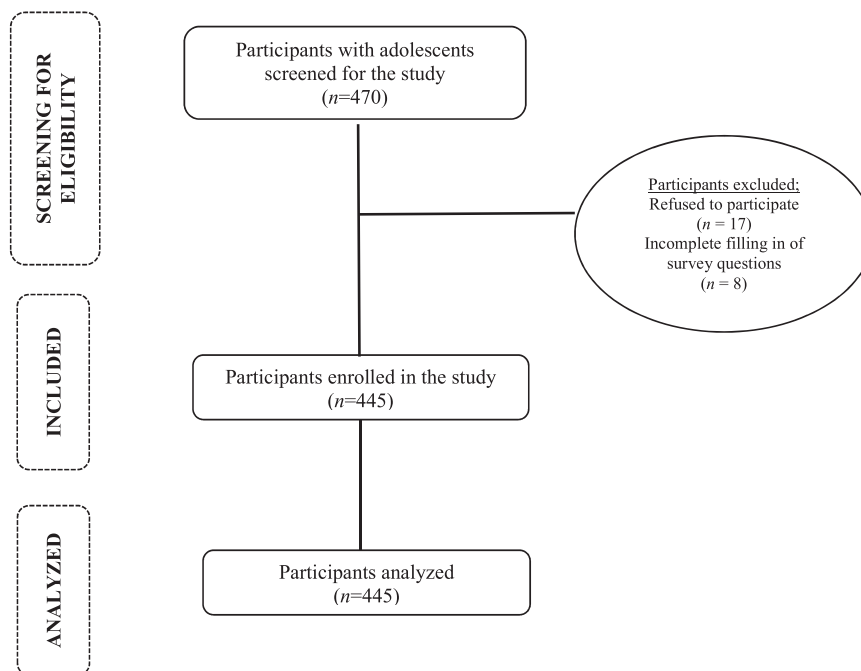 SCREENING FOR
ELIGIBILITY
Participants with adolescents
screened for the study
(n=470)
Participants excluded;
Refused to participate
(n = 17)
Incomplete filling in of
survey questions
(n = 8)
INCLUDED
Participants enrolled in the study
(n=445)
ANALYZED
Participants analyzed
(n=445)